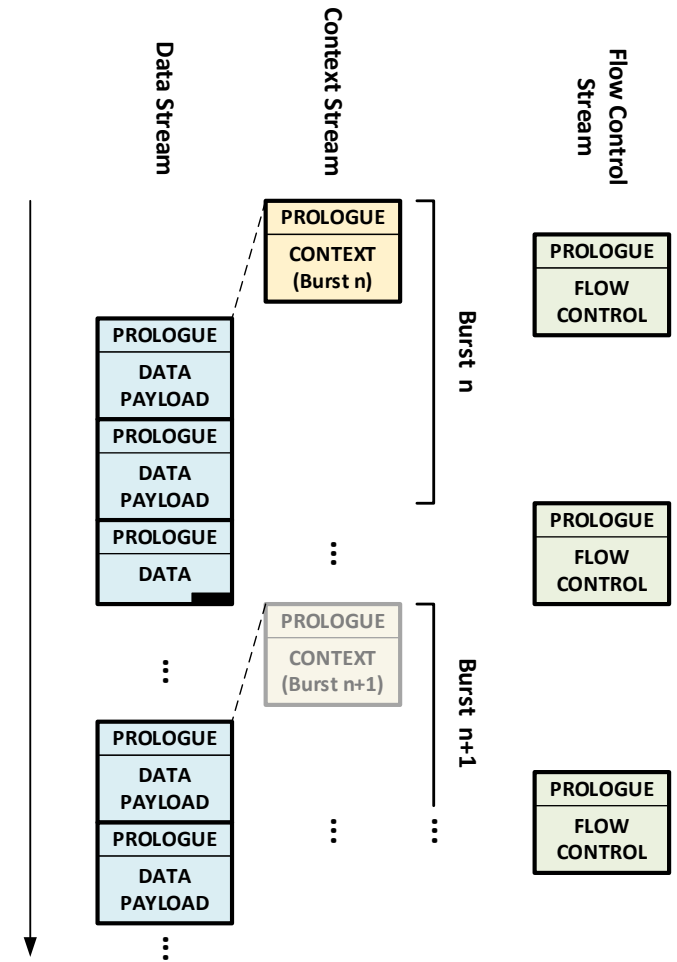 Data Stream
Context Stream
Flow Control
Stream
PROLOGUE
CONTEXT
(Burst n)
Burst n
PROLOGUE
FLOW
CONTROL
PROLOGUE
DATA
PAYLOAD
PROLOGUE
DATA
PAYLOAD
PROLOGUE
DATA
...
PROLOGUE
FLOW
CONTROL
PROLOGUE
CONTEXT
(Burst n+1)
Burst n+1
...
PROLOGUE
DATA
PAYLOAD
PROLOGUE
DATA
PAYLOAD
...
...
...
PROLOGUE
FLOW
CONTROL